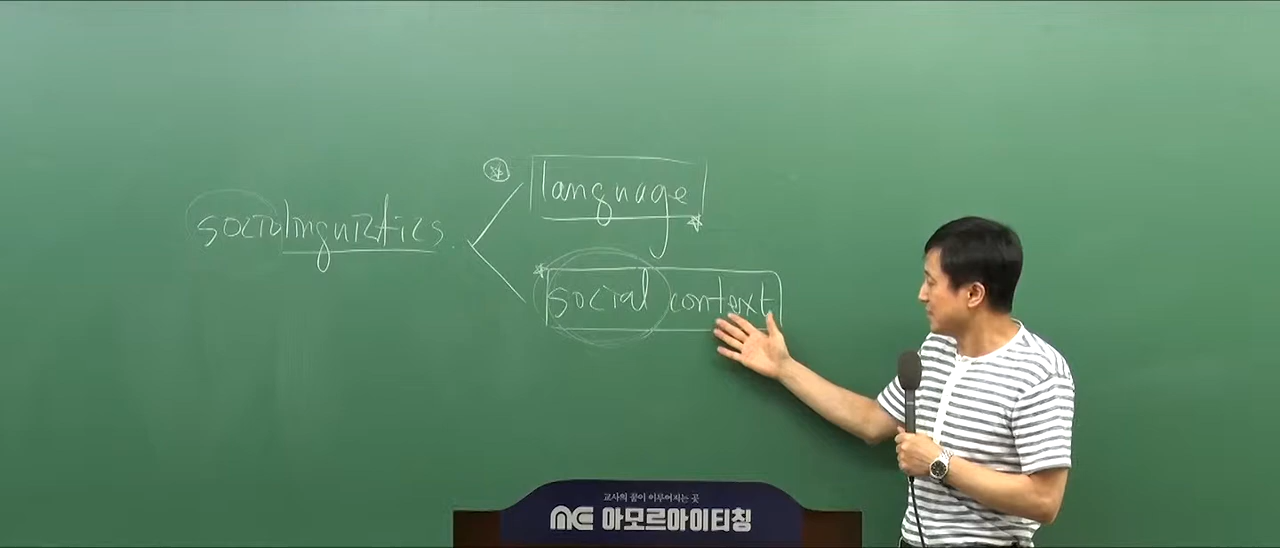 sociolinguistics
language
social context
교사의 꿈이 이루어지는 곳
아모르아이티칭